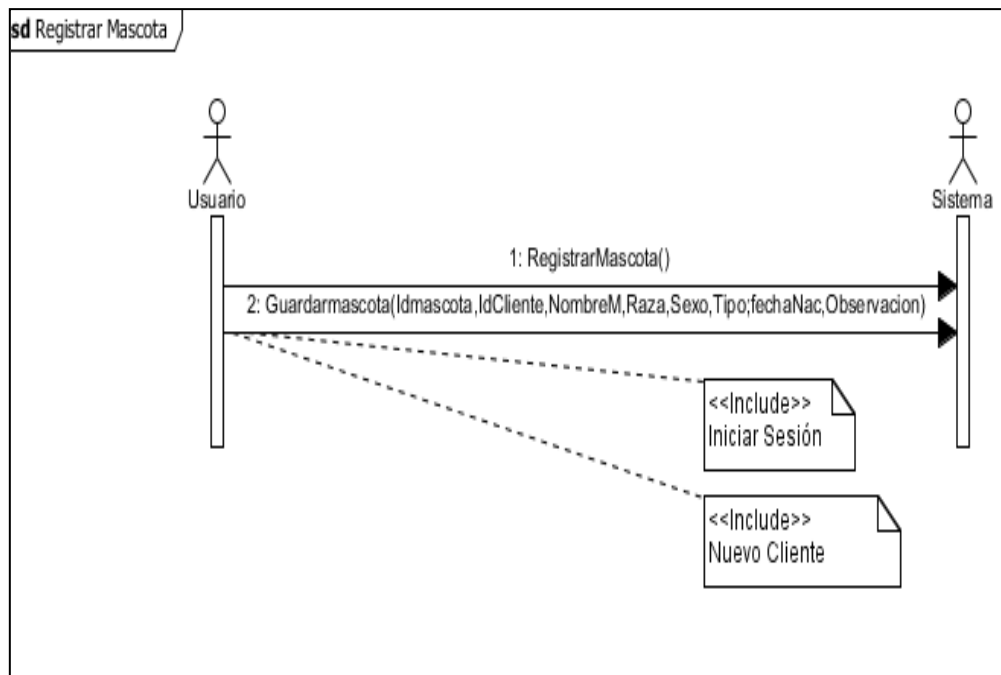 sd Registrar Mascota
Usuario
Sistema
1: RegistrarMascota()
2: Guardarmascota(Idmascota,IdCliente,NombreM,Raza,Sexo,Tipo;fechaNac,Observacion)
<<Include>>
Iniciar Sesión
<<Include>>
Nuevo Cliente